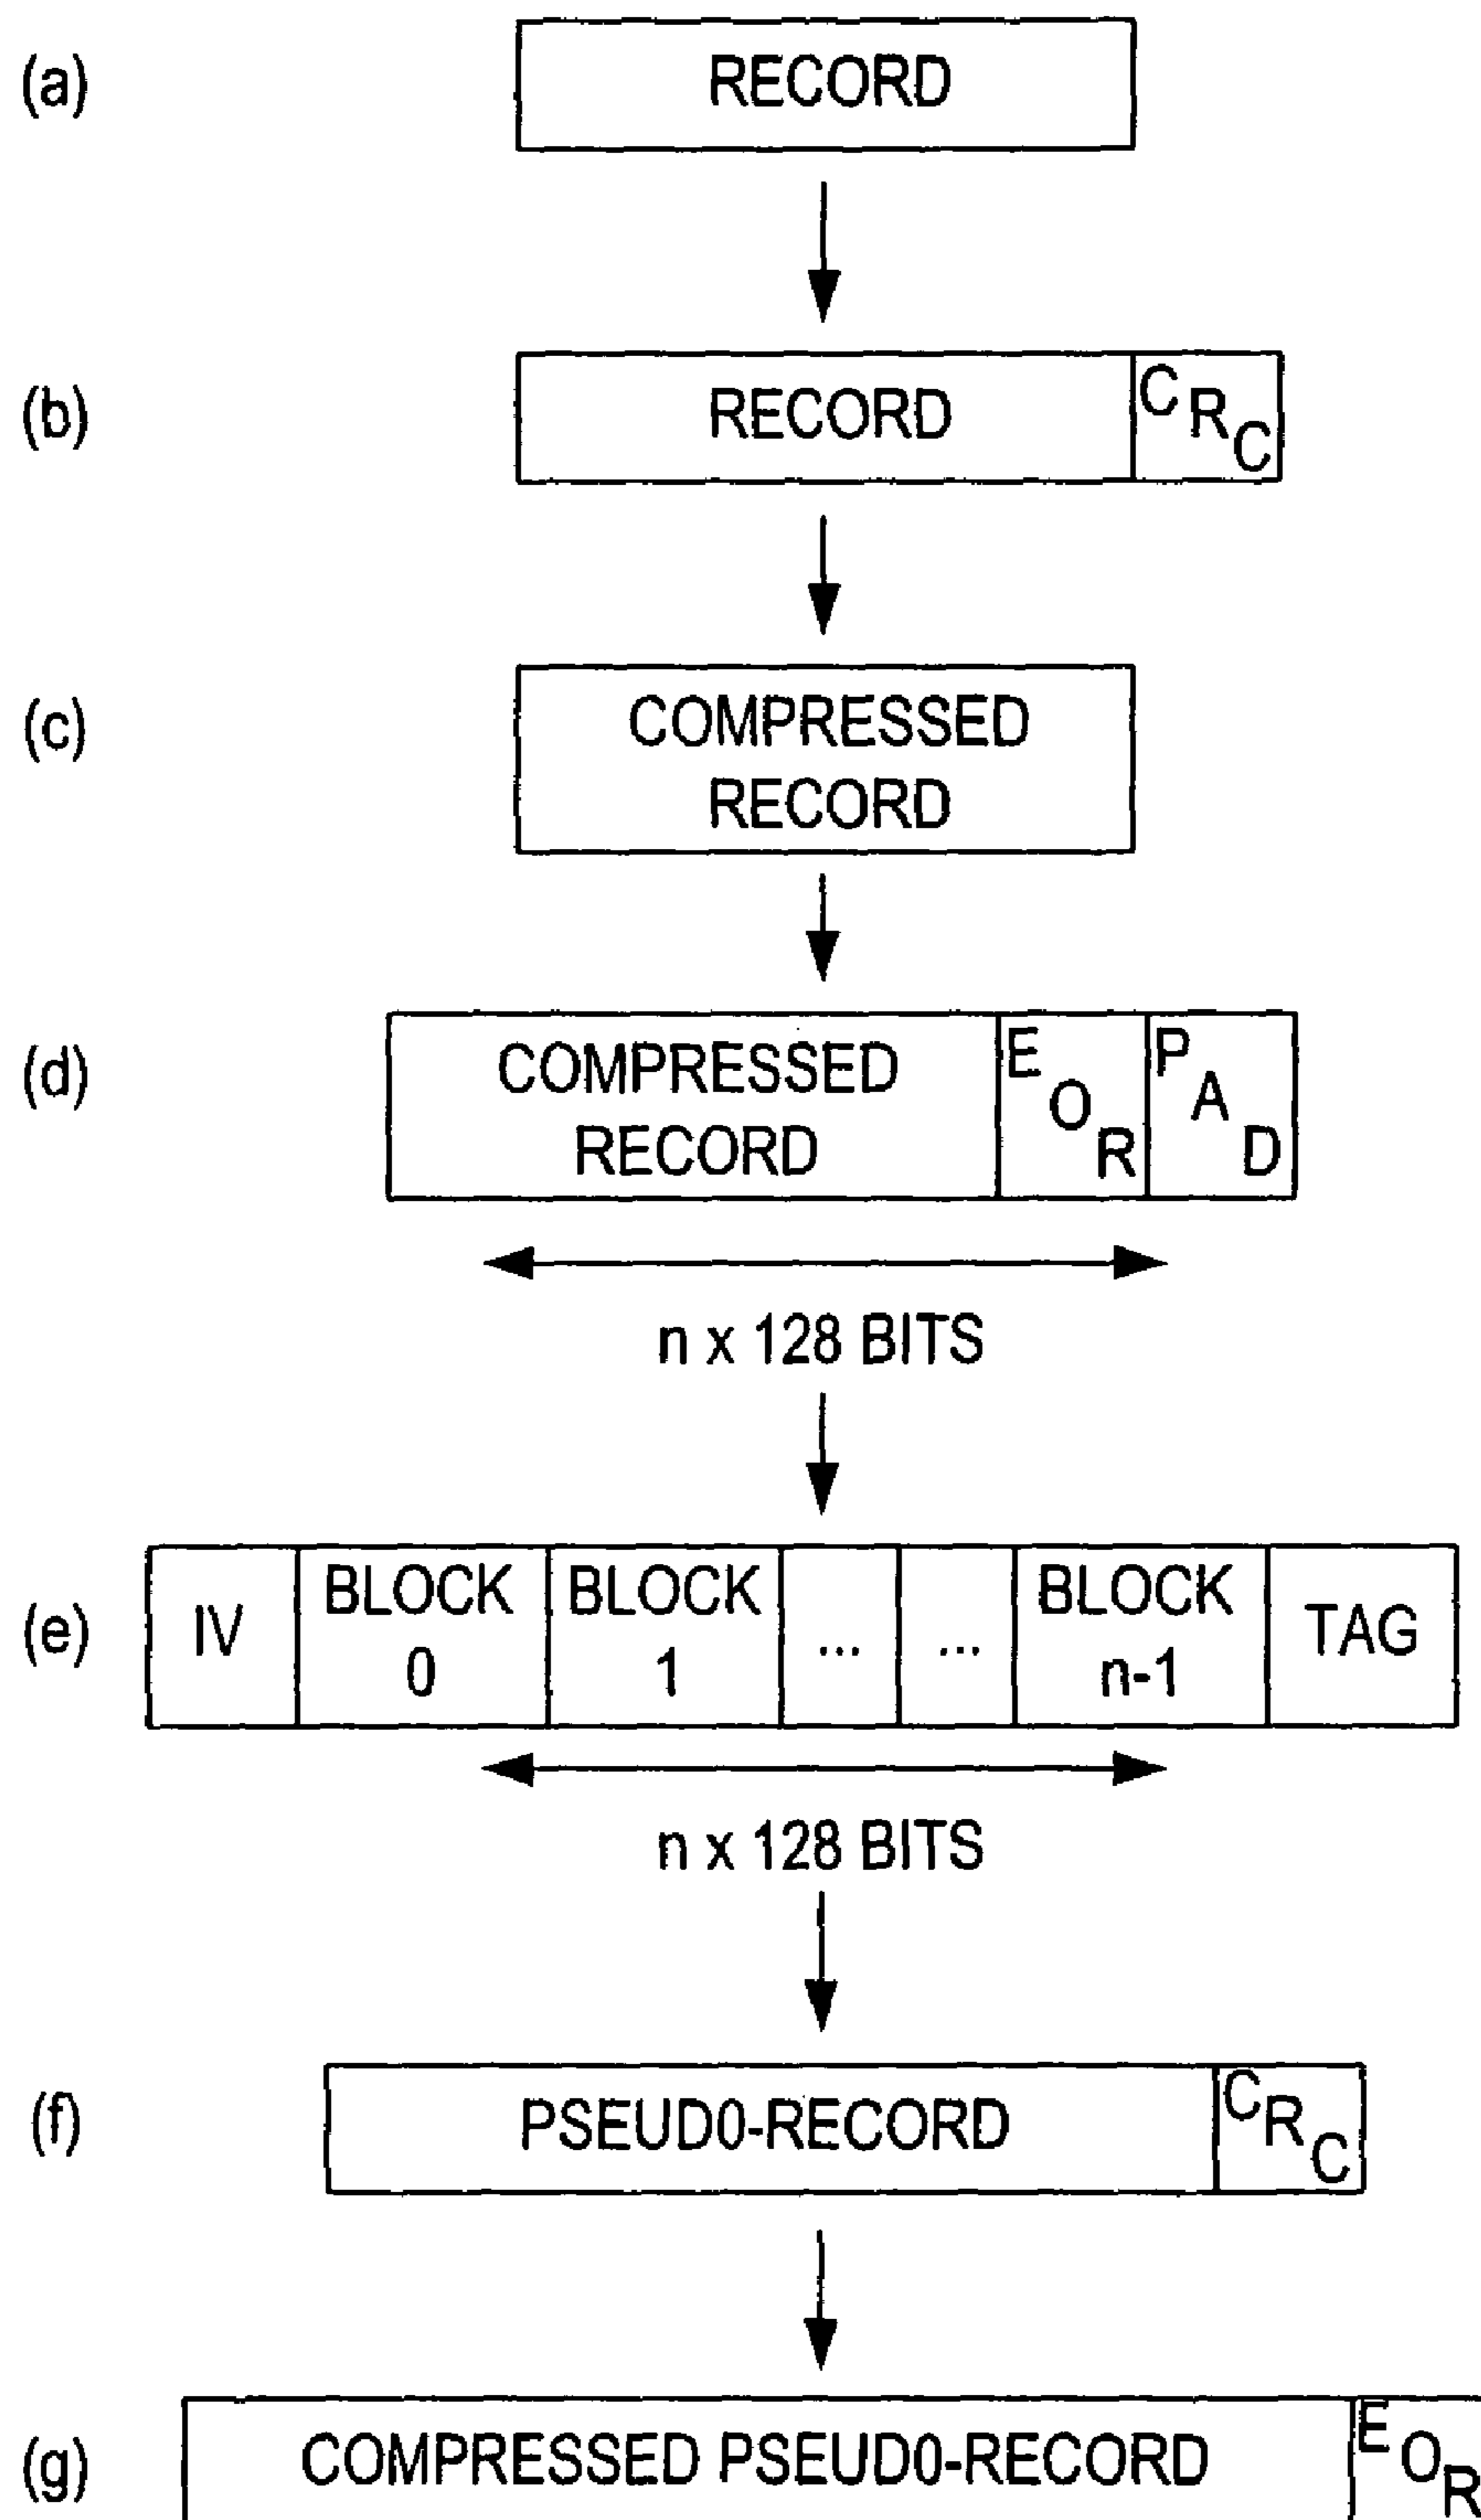 (a) RECORD
(b) RECORD CRC
(c) COMPRESSED
RECORD
(d) COMPRESSED
RECORD EOR PAD
n x 128 BITS
(e) IV BLOCK
0 BLOCK
1 ... ... BLOCK
n-1 TAG
n x 128 BITS
(f) PSEUD0-RECORD CRC
(g) COMPRESSED PSEUD0-RECORD EOR